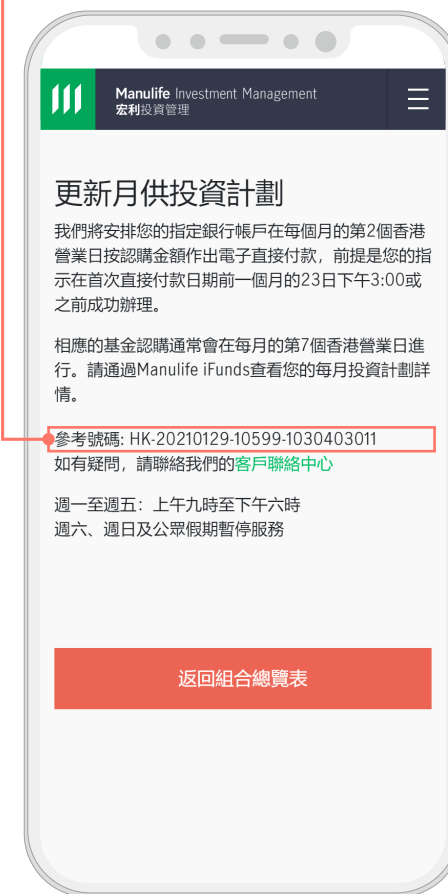 Manulife Investment Management
宏利投資管理
更新月供投資計劃
我們將安排您的指定銀行帳戶在每個月的第2個香港
營業日按認購金額作出電子直接付款，前提是您的指
示在首次直接付款日期前一個月的23日下午3:00或
之前成功辦理。
相應的基金認購通常會在每月的第7個香港營業日進
行。請通過Manulife iFunds查看您的每月投資計劃詳
情。
參考號碼: HK-20210129-10599-1030403011
如有疑問，請聯絡我們的客戶聯絡中心
週一至週五：上午九時至下午六時
週六、週日及公眾假期暫停服務
返回組合總覽表